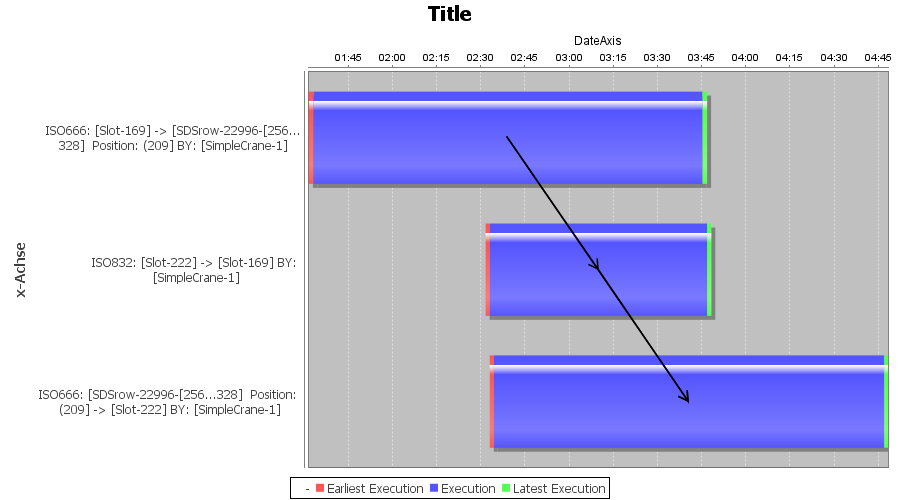 Title
DateAxis
01:45 02:00 02:15 02:30 02:45 03:00 03:15 03:30 03:45 04:00 04:15 04:30 04:45
x-Achse
ISO666: [Slot-169] -> [SDSrow-22996-[256...
328] Position: (209] BY: [SimpleCrane-1]
ISO832: [Slot-222] -> [Slot-169] BY:
[SimpleCrane-1]
ISO666: [SDSrow-22996-[256...328] Position:
(209] -> [Slot-222] BY: [SimpleCrane-1]
- Earliest Execution Execution Latest Execution